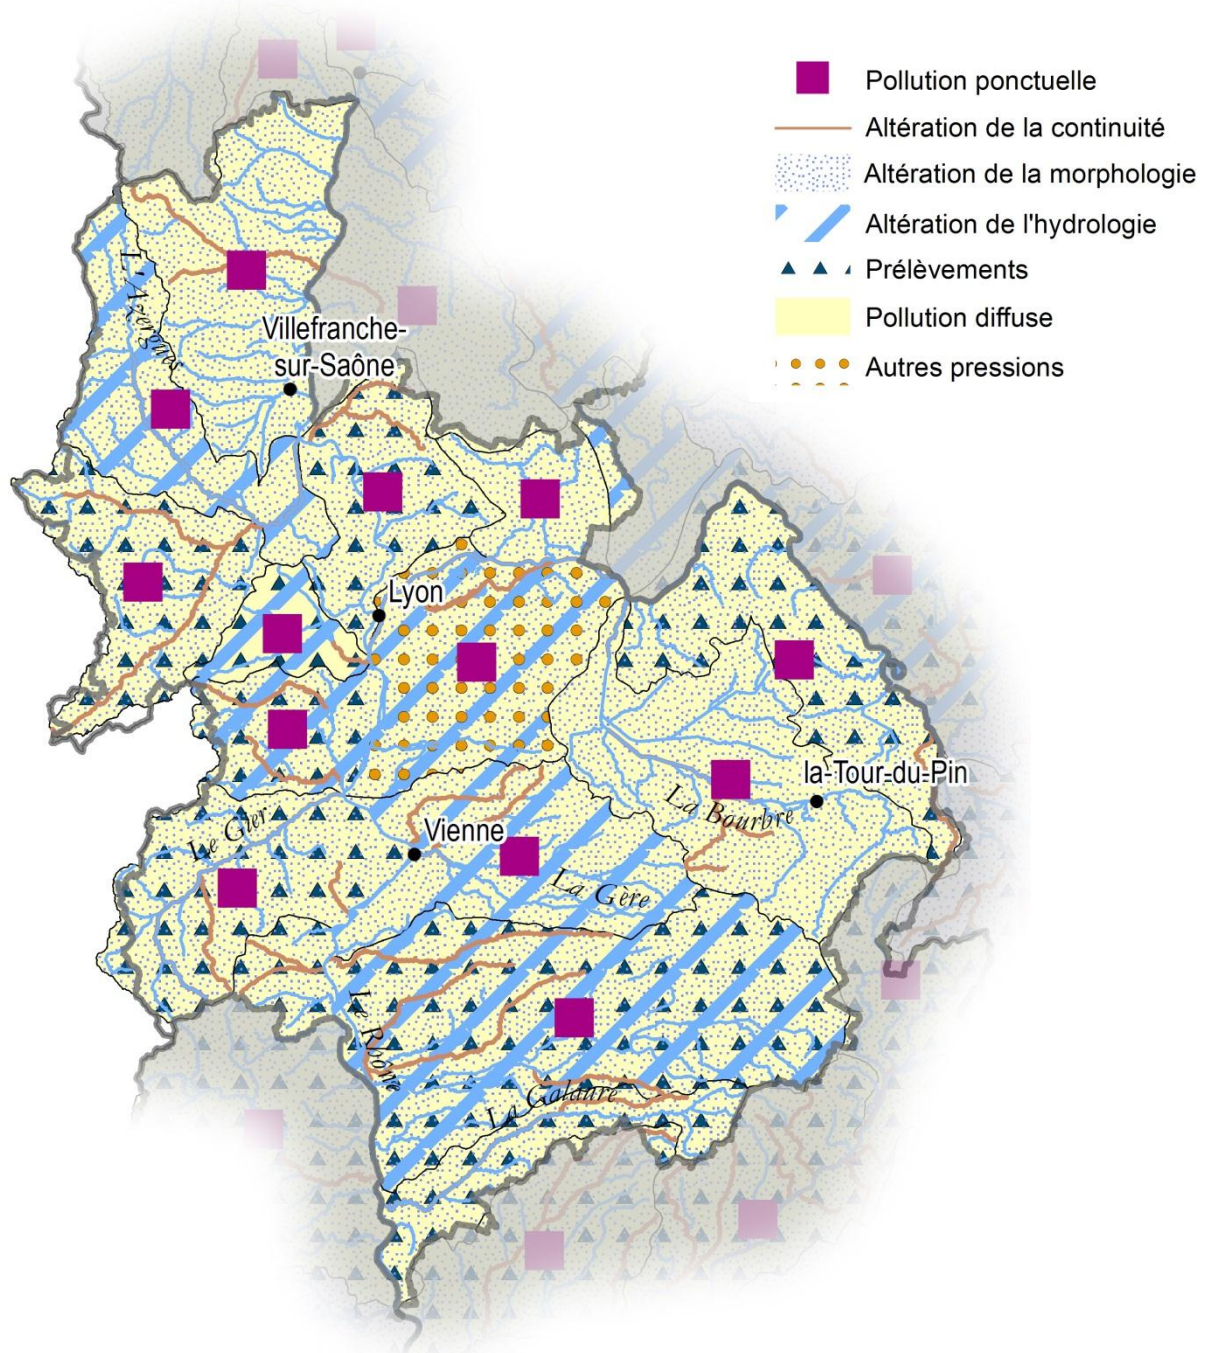 Pollution ponctuelle
Altération de la continuité
Altération de la morphologie
Altération de l'hydrologie
Prélèvements
Pollution diffuse
Autres pressions
L'Azergues
Villefranche-
sur-Saône
Lyon
la-Tour-du-Pin
La Bourbre
Le Gier
Vienne
La Gère
Le Rhône
La Galaure